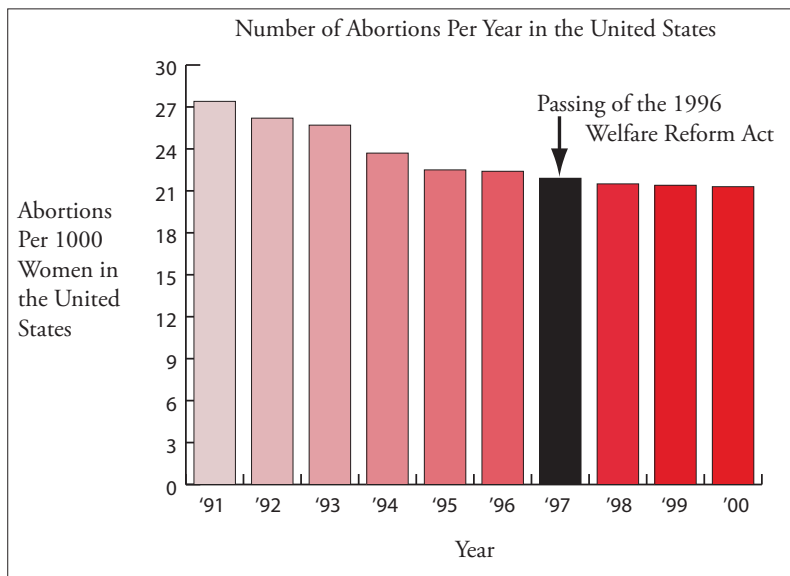 Number of Abortions Per Year in the United States
30
27
24
21
18
15
12
9
6
3
0
Passing of the 1996
Welfare Reform Act
Abortions
Per 1000
Women in
the United
States
'91 '92 '93 '94 '95 '96 '97 '98 '99 '00
Year